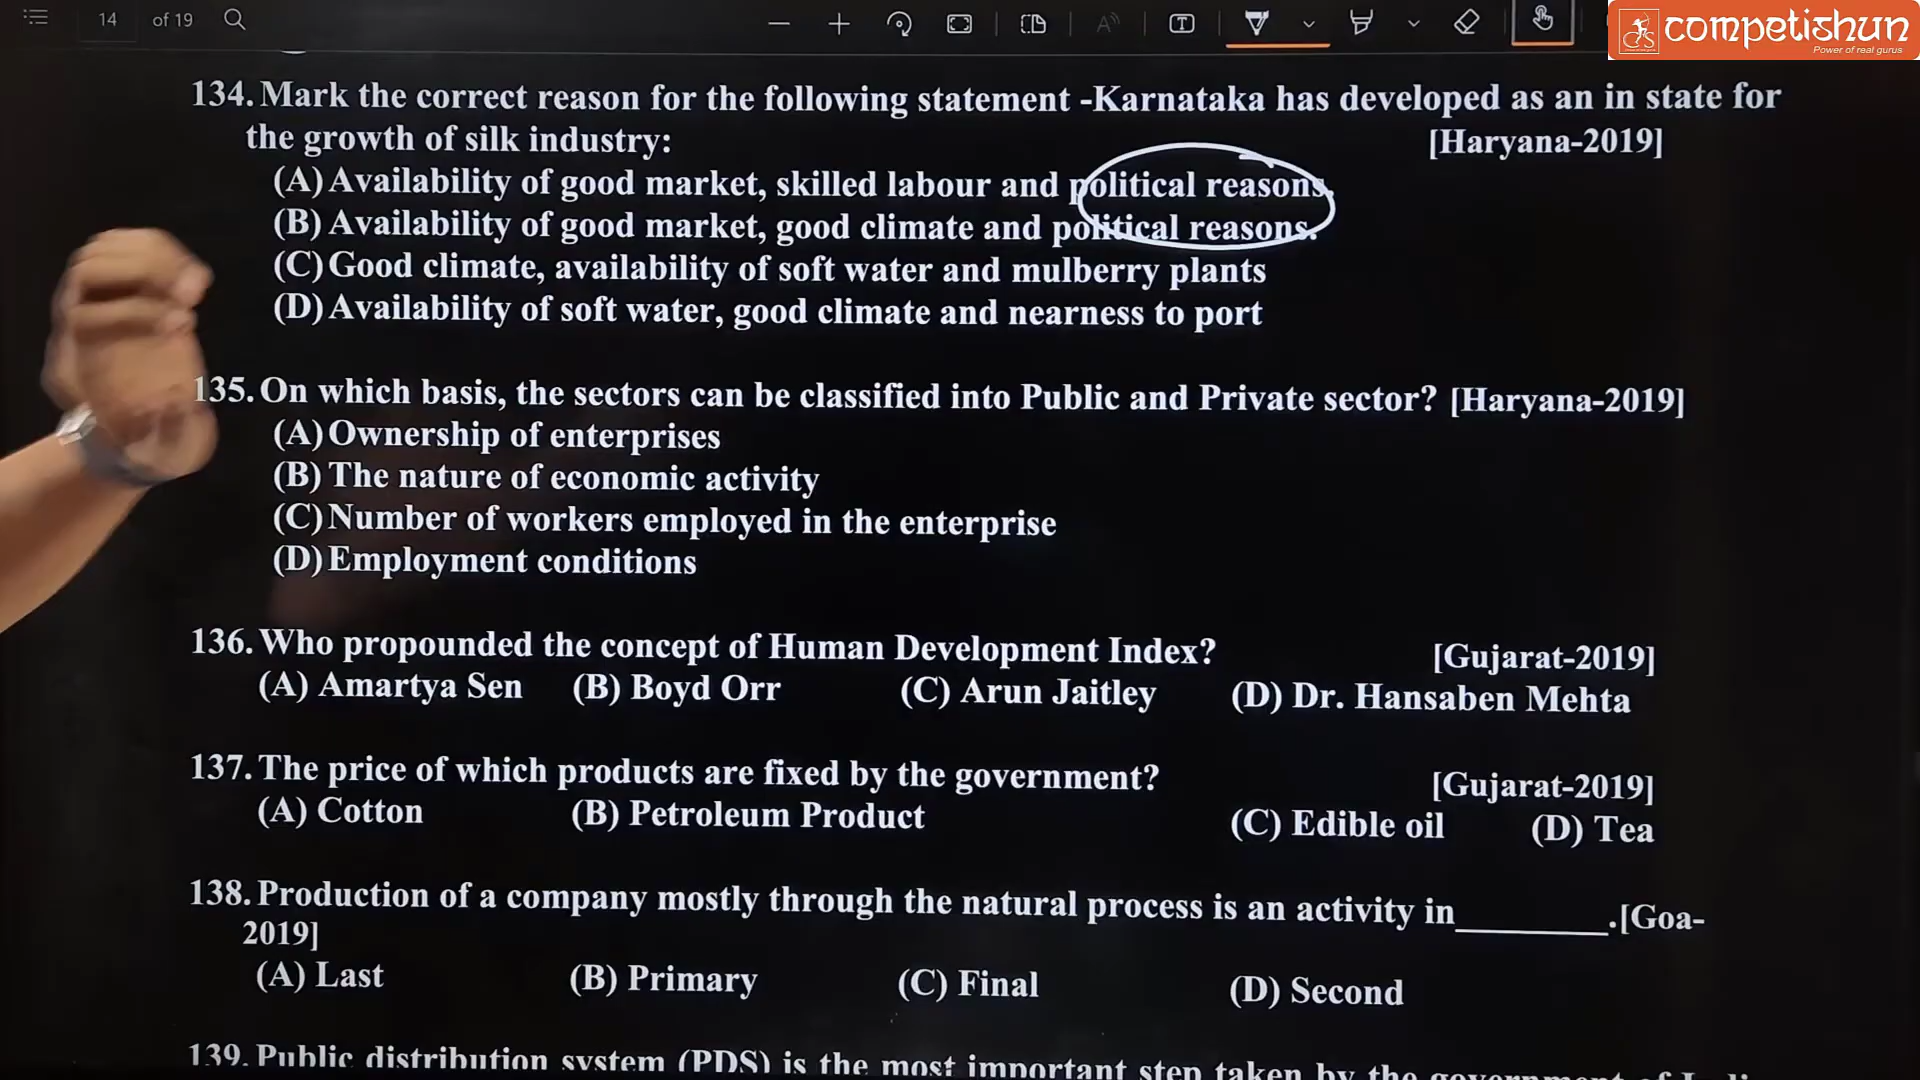 14 of 19
competishun
Power of real gurus
134. Mark the correct reason for the following statement -Karnataka has developed as an in state for
the growth of silk industry: [Haryana-2019]
(A) Availability of good market, skilled labour and political reasons.
(B) Availability of good market, good climate and political reasons.
(C) Good climate, availability of soft water and mulberry plants
(D) Availability of soft water, good climate and nearness to port
135. On which basis, the sectors can be classified into Public and Private sector? [Haryana-2019]
(A) Ownership of enterprises
(B) The nature of economic activity
(C) Number of workers employed in the enterprise
(D) Employment conditions
136. Who propounded the concept of Human Development Index? [Gujarat-2019]
(A) Amartya Sen (B) Boyd Orr (C) Arun Jaitley (D) Dr. Hansaben Mehta
137. The price of which products are fixed by the government? [Gujarat-2019]
(A) Cotton (B) Petroleum Product (C) Edible oil (D) Tea
138. Production of a company mostly through the natural process is an activity in________.[Goa-
2019]
(A) Last (B) Primary (C) Final (D) Second
139. Public distribution system (PDS) is the most important step taken by the government of